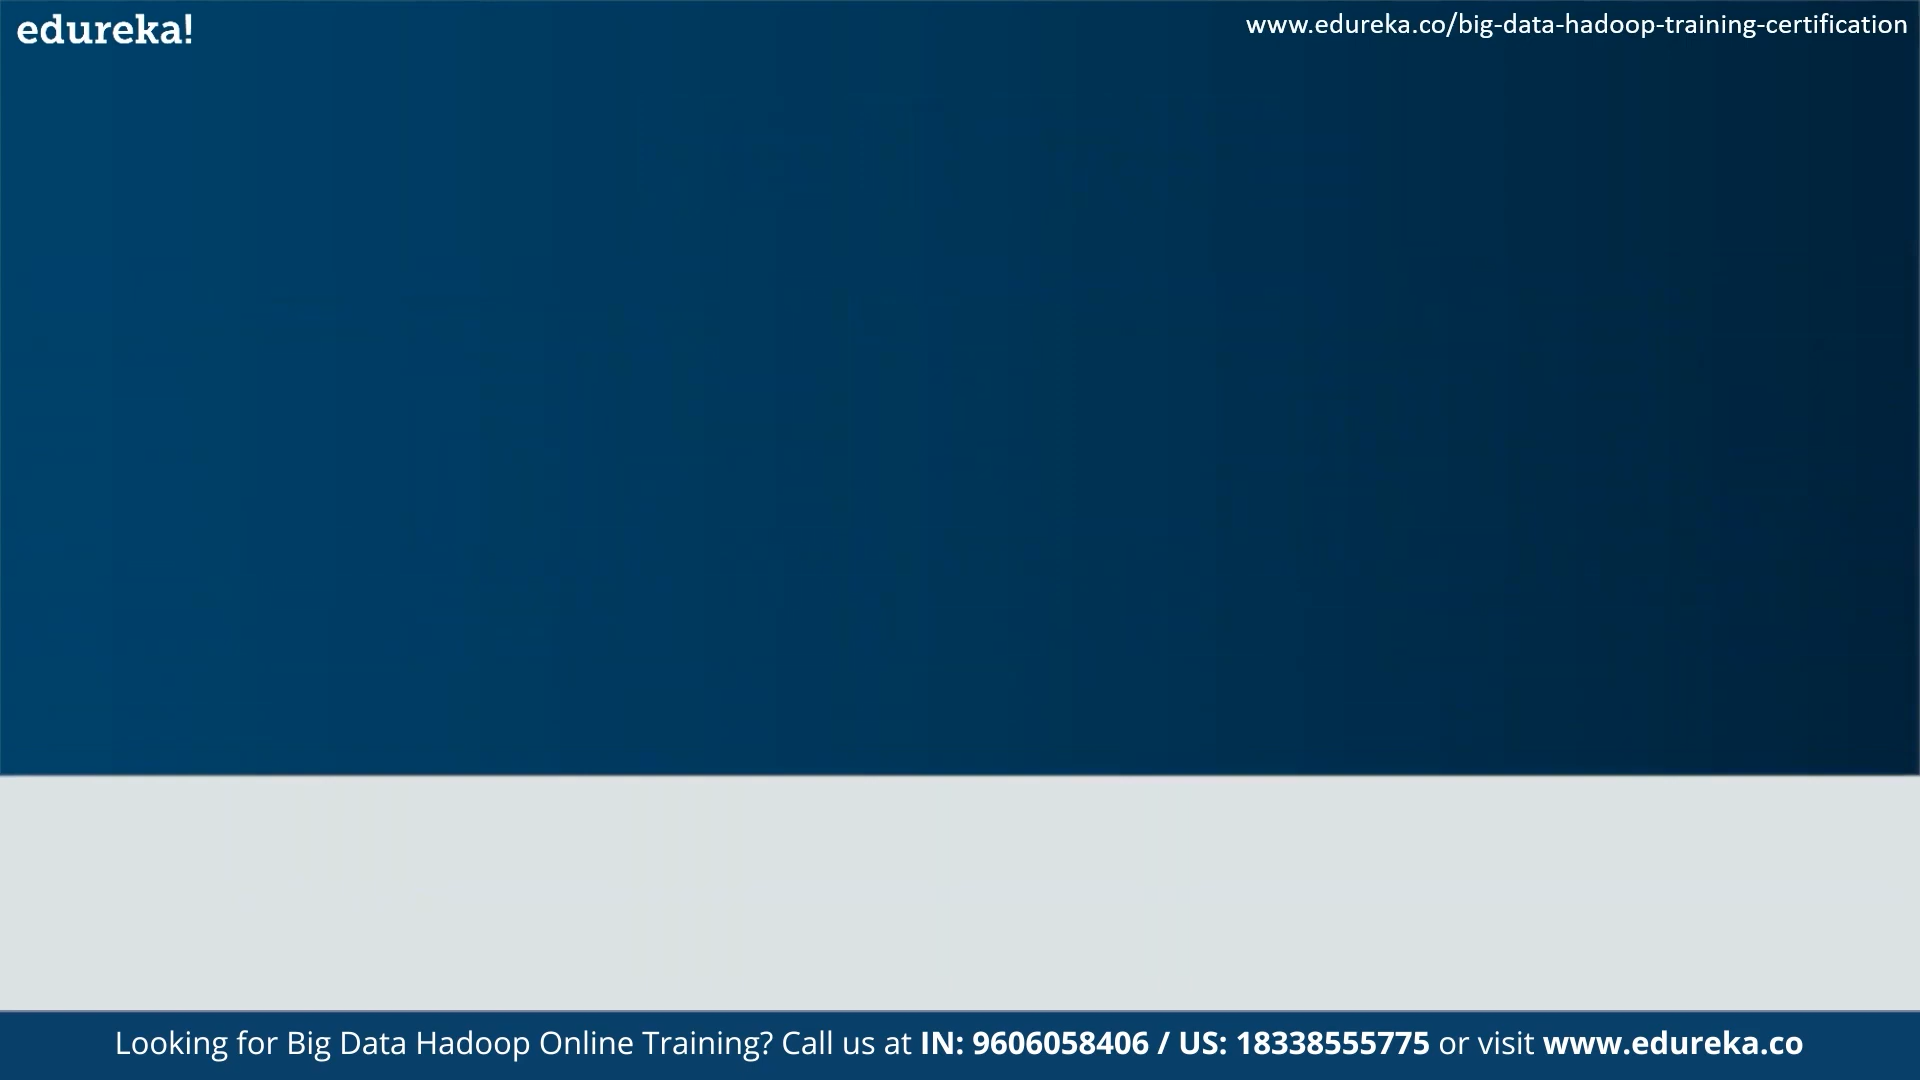 edureka!
www.edureka.co/big-data-hadoop-training-certification
Looking for Big Data Hadoop Online Training? Call us at IN: 9606058406 / US: 18338555775 or visit www.edureka.co